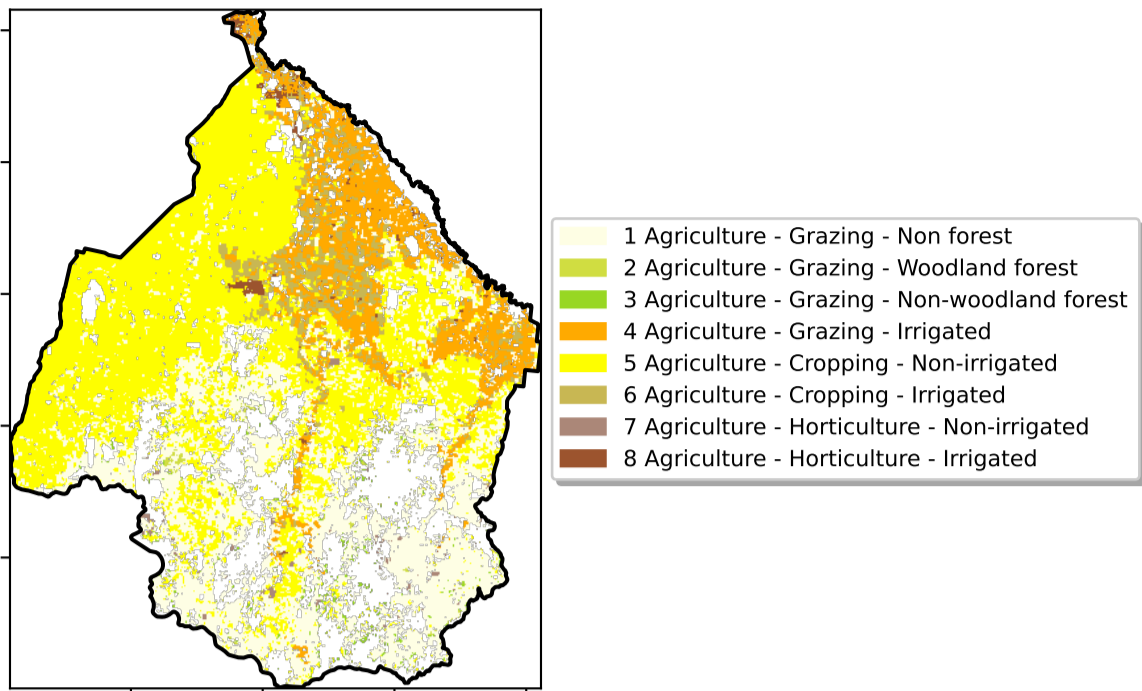 1 Agriculture - Grazing - Non forest
2 Agriculture - Grazing - Woodland forest
3 Agriculture - Grazing - Non-woodland forest
4 Agriculture - Grazing - Irrigated
5 Agriculture - Cropping - Non-irrigated
6 Agriculture - Cropping - Irrigated
7 Agriculture - Horticulture - Non-irrigated
8 Agriculture - Horticulture - Irrigated